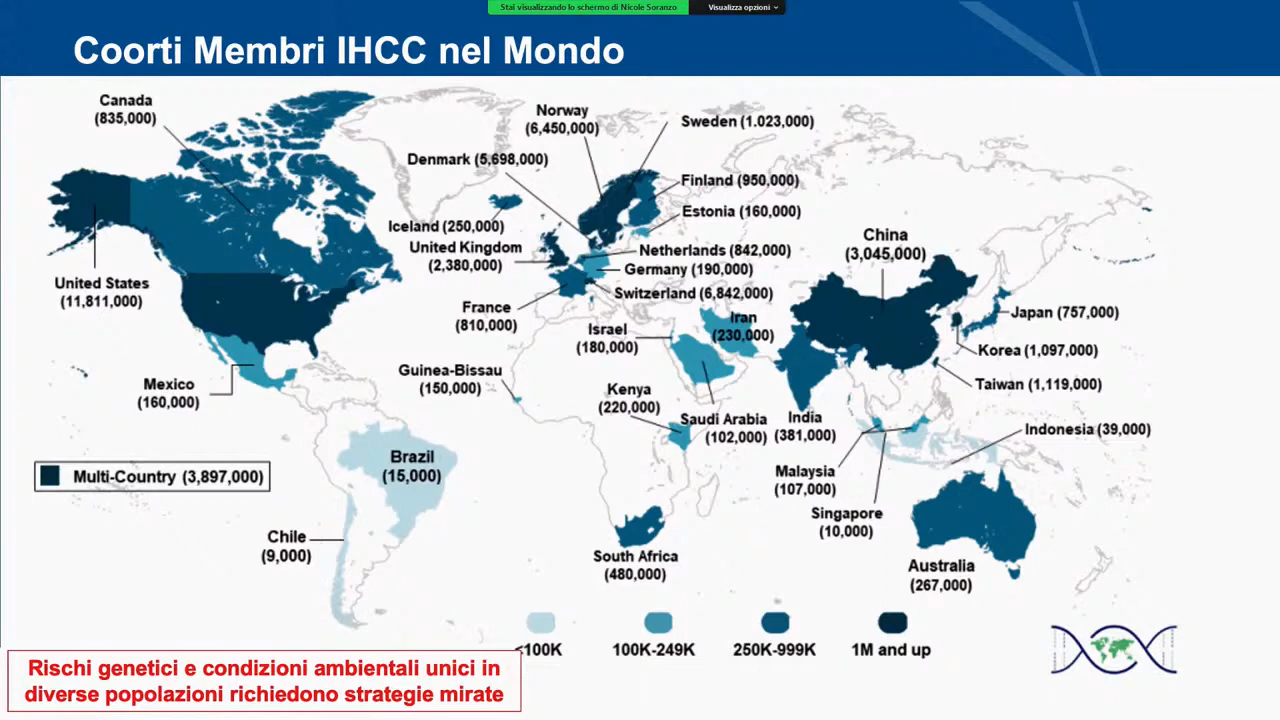 Stai visualizzando lo schermo di Nicole Soranzo
Visualizza opzioni
Coorti Membri IHCC nel Mondo
Canada
(835,000)
Norway
(6,450,000)
Sweden (1.023,000)
Denmark (5,698,000)
Finland (950,000)
Estonia (160,000)
Iceland (250,000)
United Kingdom
(2,380,000)
Netherlands (842,000)
Germany (190,000)
Switzerland (6,842,000)
China
(3,045,000)
United States
(11,811,000)
France
(810,000)
Israel
(180,000)
Iran
(230,000)
Japan (757,000)
Korea (1,097,000)
Taiwan (1,119,000)
Mexico
(160,000)
Guinea-Bissau
(150,000)
Kenya
(220,000)
Saudi Arabia
(102,000)
India
(381,000)
Indonesia (39,000)
Brazil
(15,000)
Multi-Country (3,897,000)
Malaysia
(107,000)
Singapore
(10,000)
Chile
(9,000)
South Africa
(480,000)
Australia
(267,000)
<100K
100K-249K
250K-999K
1M and up
Rischi genetici e condizioni ambientali unici in
diverse popolazioni richiedono strategie mirate